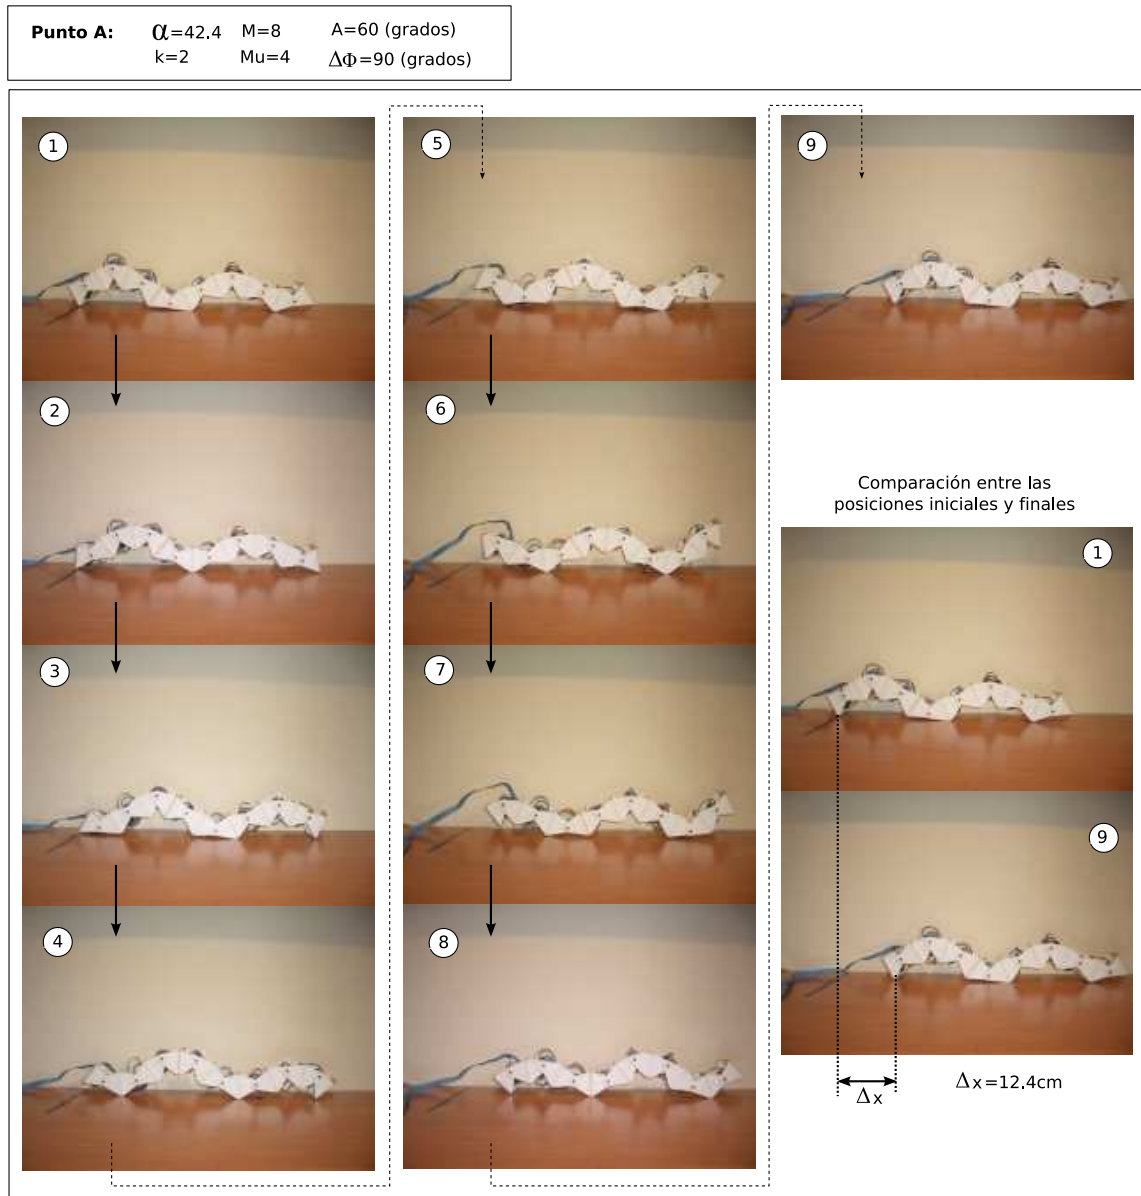 Punto A: α=42.4 M=8 A=60 (grados)
k=2 Mu=4 ΔΦ=90 (grados)
1
2
3
4
5
6
7
8
9
Comparación entre las
posiciones iniciales y finales
1
9
Δx
Δx=12.4cm